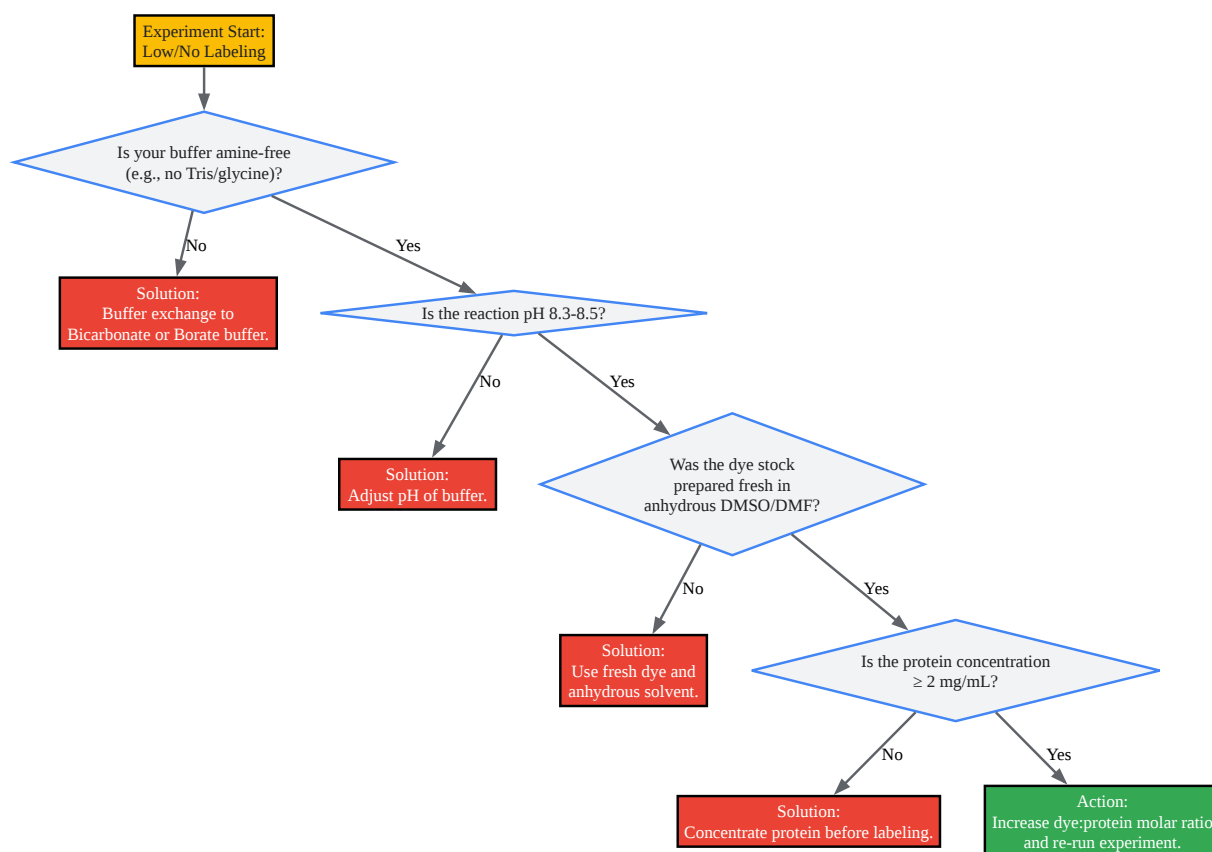 Experiment Start:
Low/No Labeling
Is your buffer amine-free
(e.g., no Tris/glycine)?
No
Yes
Solution:
Buffer exchange to
Bicarbonate or Borate buffer.
Is the reaction pH 8.3-8.5?
No
Yes
Solution:
Adjust pH of buffer.
Was the dye stock
prepared fresh in
anhydrous DMSO/DMF?
No
Yes
Solution:
Use fresh dye and
anhydrous solvent.
Is the protein concentration
≥ 2 mg/mL?
No
Yes
Solution:
Concentrate protein before labeling.
Action:
Increase dye:protein molar ratio
and re-run experiment.